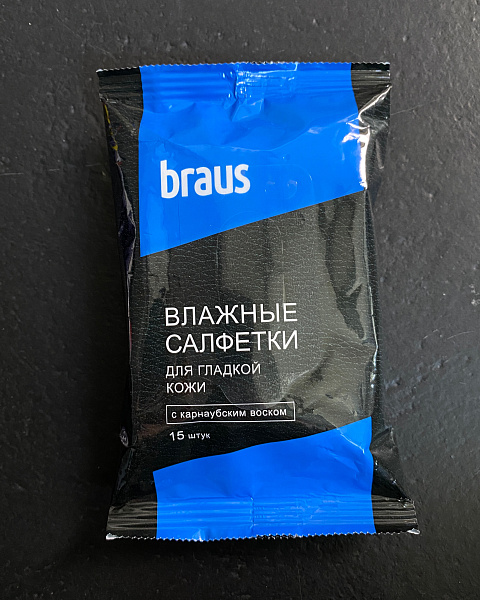 braus
ВЛАЖНЫЕ
САЛФЕТКИ
ДЛЯ ГЛАДКОЙ
КОЖИ
с карнаубским воском
15 штук